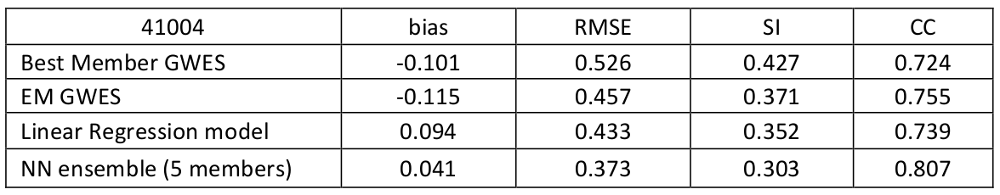 41004 bias RMSE SI CC
Best Member GWES -0.101 0.526 0.427 0.724
EM GWES -0.115 0.457 0.371 0.755
Linear Regression model 0.094 0.433 0.352 0.739
NN ensemble (5 members) 0.041 0.373 0.303 0.807